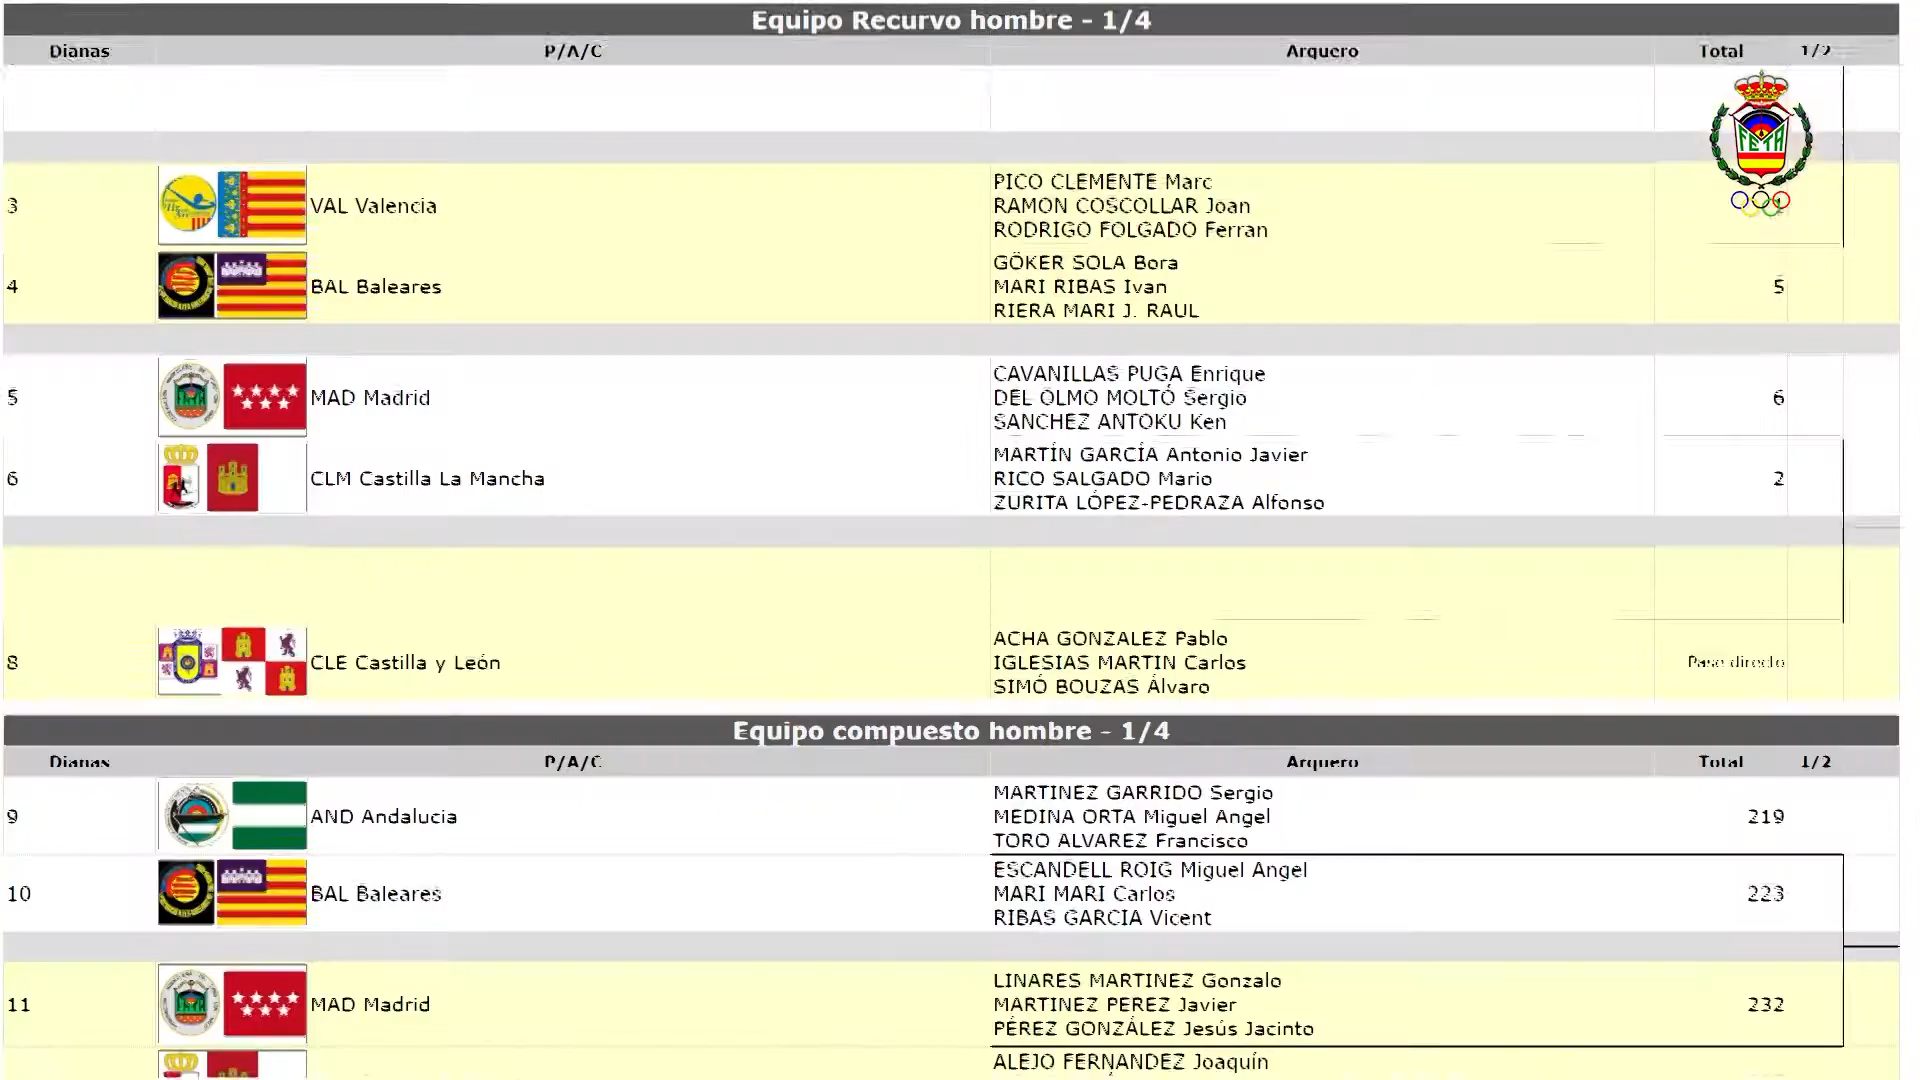 Equipo Recurvo hombre - 1/4
Dianas P/A/C Arquero Total 1/2
FETA
3 VAL Valencia
PICO CLEMENTE Marc
RAMON COSCOLLAR Joan
RODRIGO FOLGADO Ferran
4 BAL Baleares 5
GÖKER SOLA Bora
MARI RIBAS Ivan
RIERA MARI J. RAUL
5 MAD Madrid 6
CAVANILLAS PUGA Enrique
DEL OLMO MOLTÓ Sergio
SANCHEZ ANTOKU Ken
6 CLM Castilla La Mancha 2
MARTÍN GARCÍA Antonio Javier
RICO SALGADO Mario
ZURITA LÓPEZ-PEDRAZA Alfonso
8 CLE Castilla y León Pase directo
ACHA GONZALEZ Pablo
IGLESIAS MARTIN Carlos
SIMÓ BOUZAS Álvaro
Equipo compuesto hombre - 1/4
Dianas P/A/C Arquero Total 1/2
9 AND Andalucia 219
MARTINEZ GARRIDO Sergio
MEDINA ORTA Miguel Angel
TORO ALVAREZ Francisco
10 BAL Baleares 223
ESCANDELL ROIG Miguel Angel
MARI MARI Carlos
RIBAS GARCIA Vicent
11 MAD Madrid 232
LINARES MARTINEZ Gonzalo
MARTINEZ PEREZ Javier
PÉREZ GONZÁLEZ Jesús Jacinto
ALEJO FERNANDEZ Joaquín